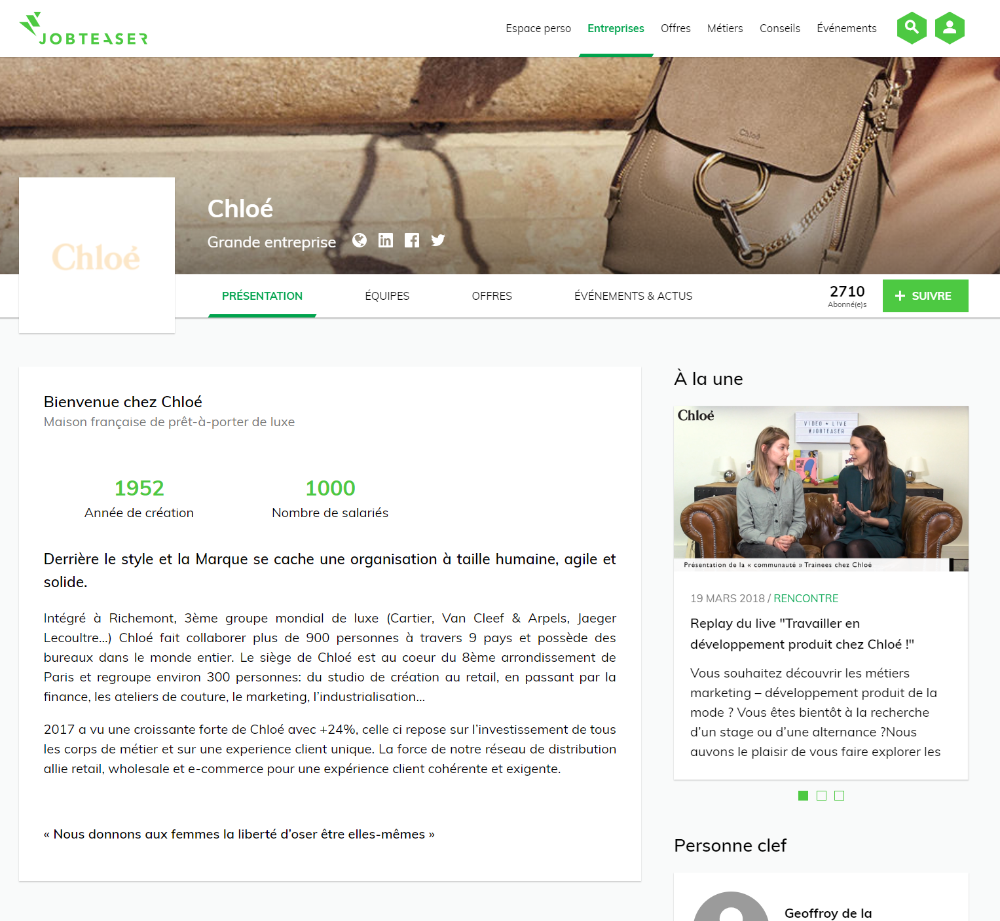 JOBTEASER
Espace perso
Entreprises
Offres
Métiers
Conseils
Événements
Chloé
Chloé
Grande entreprise
Chloé
PRÉSENTATION
ÉQUIPES
OFFRES
ÉVÉNEMENTS & ACTUS
2710
Abonné(e)s
+ SUIVRE
Bienvenue chez Chloé
Maison française de prêt-à-porter de luxe
1952
Année de création
1000
Nombre de salariés
Derrière le style et la Marque se cache une organisation à taille humaine, agile et
solide.
Intégré à Richemont, 3ème groupe mondial de luxe (Cartier, Van Cleef & Arpels, Jaeger
Lecoultre...) Chloé fait collaborer plus de 900 personnes à travers 9 pays et possède des
bureaux dans le monde entier. Le siège de Chloé est au coeur du 8ème arrondissement de
Paris et regroupe environ 300 personnes: du studio de création au retail, en passant par la
finance, les ateliers de couture, le marketing, l’industrialisation...
2017 a vu une croissante forte de Chloé avec +24%, celle ci repose sur l’investissement de tous
les corps de métier et sur une experience client unique. La force de notre réseau de distribution
allie retail, wholesale et e-commerce pour une expérience client cohérente et exigente.
« Nous donnons aux femmes la liberté d’oser être elles-mêmes »
À la une
Chloé
VIDEO • LIVE
#JOBTEASER
Présentation de la « communauté » Trainees chez Chloé
19 MARS 2018 / RENCONTRE
Replay du live "Travailler en
développement produit chez Chloé !"
Vous souhaitez découvrir les métiers
marketing – développement produit de la
mode ? Vous êtes bientôt à la recherche
d’un stage ou d’une alternance ?Nous
auvons le plaisir de vous faire explorer les
Personne clef
Geoffroy de la